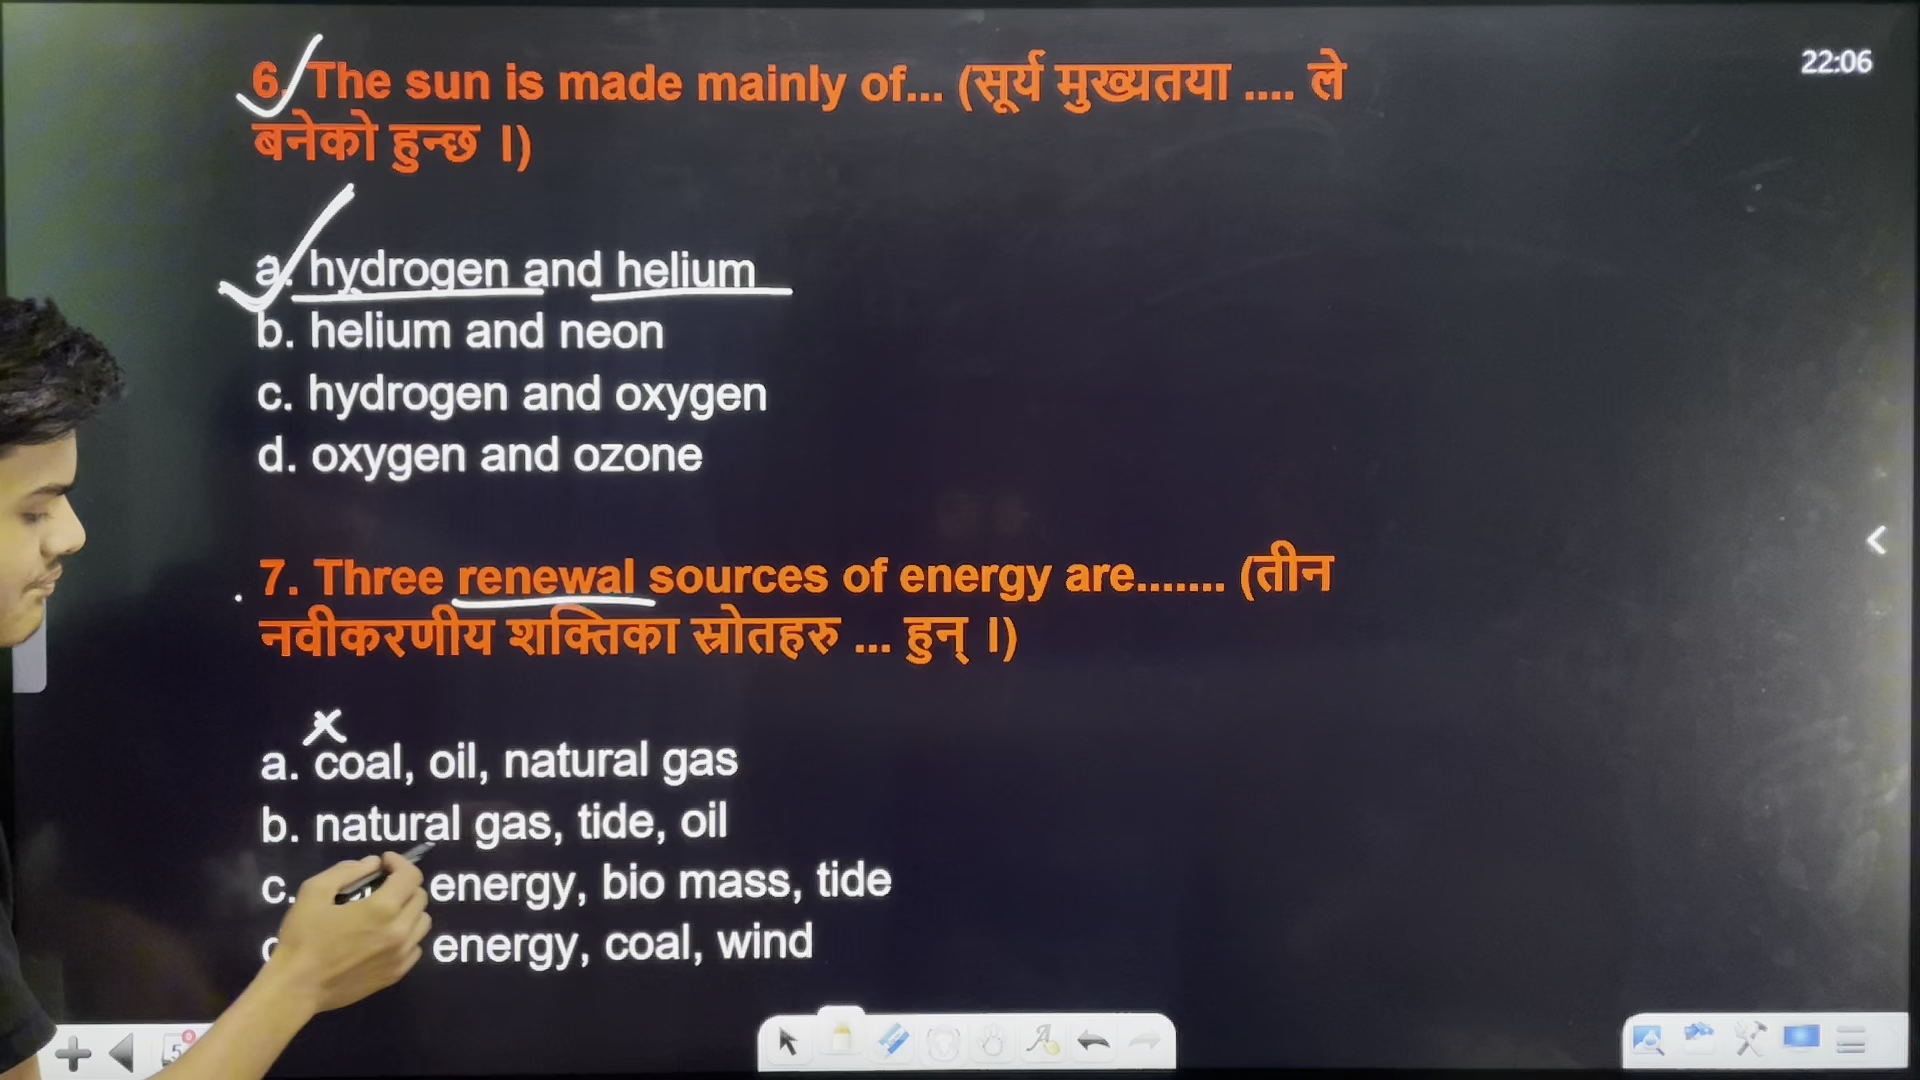 22:06
6. The sun is made mainly of... (सूर्य मुख्यतया .... ले
बनेको हुन्छ ।)
a. hydrogen and helium
b. helium and neon
c. hydrogen and oxygen
d. oxygen and ozone
7. Three renewal sources of energy are....... (तीन
नवीकरणीय शक्तिका स्रोतहरु ... हुन् ।)
a. coal, oil, natural gas
b. natural gas, tide, oil
c. energy, bio mass, tide
energy, coal, wind